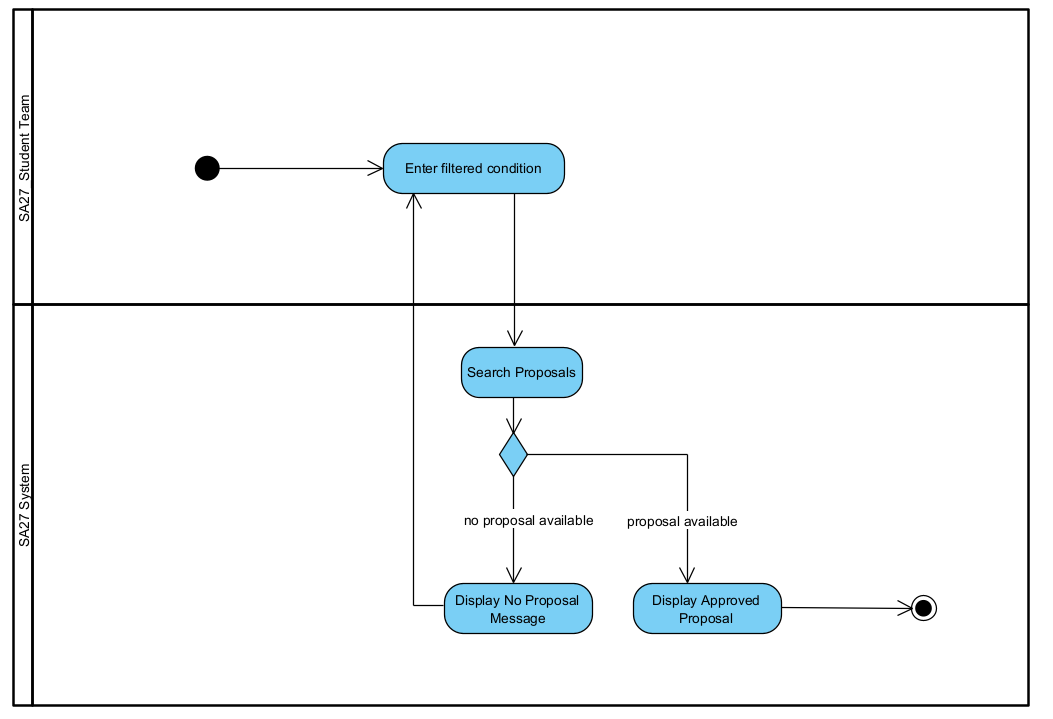 SA27  Student Team
Enter filtered condition
SA27 System
Search Proposals
no proposal available
proposal available
Display No Proposal
Message
Display Approved
Proposal